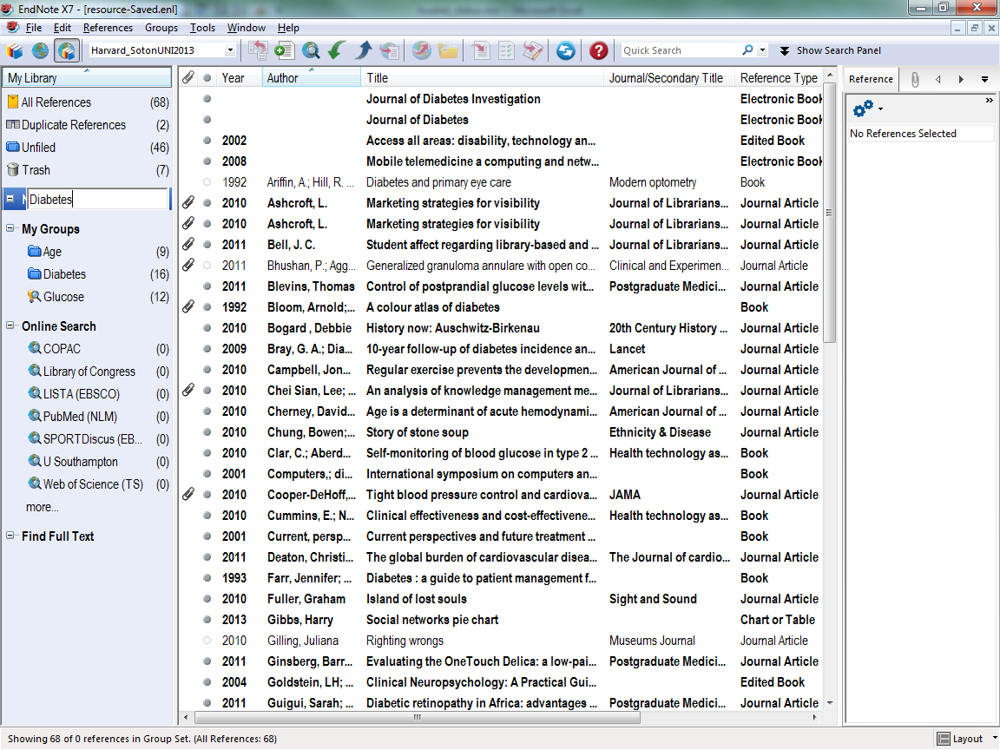 EndNote X7 - [resource-Saved.enl]
File Edit References Groups Tools Window Help
Harvard_SotonUNI2013 Quick Search Show Search Panel
My Library
All References (68)
Duplicate References (2)
Unfiled (46)
Trash (7)
Diabetes
My Groups
Age (9)
Diabetes (16)
Glucose (12)
Online Search
COPAC (0)
Library of Congress (0)
LISTA (EBSCO) (0)
PubMed (NLM) (0)
SPORTDiscus (EB... (0)
U Southampton (0)
Web of Science (TS) (0)
more...
Find Full Text
Year Author Title Journal/Secondary Title Reference Type
Journal of Diabetes Investigation Electronic Book
Journal of Diabetes Electronic Book
2002 Access all areas: disability, technology an... Edited Book
2008 Mobile telemedicine a computing and netw... Electronic Book
1992 Ariffin, A.; Hill, R. ... Diabetes and primary eye care Modern optometry Book
2010 Ashcroft, L. Marketing strategies for visibility Journal of Librarians... Journal Article
2010 Ashcroft, L. Marketing strategies for visibility Journal of Librarians... Journal Article
2011 Bell, J. C. Student affect regarding library-based and ... Journal of Librarians... Journal Article
2011 Bhushan, P.; Agg... Generalized granuloma annulare with open co... Clinical and Experimen... Journal Article
2011 Blevins, Thomas Control of postprandial glucose levels wit... Postgraduate Medici... Journal Article
1992 Bloom, Arnold;... A colour atlas of diabetes Book
2010 Bogard , Debbie History now: Auschwitz-Birkenau 20th Century History ... Journal Article
2009 Bray, G. A.; Dia... 10-year follow-up of diabetes incidence an... Lancet Journal Article
2010 Campbell, Jon... Regular exercise prevents the developmen... American Journal of ... Journal Article
2010 Chei Sian, Lee; ... An analysis of knowledge management me... Journal of Librarians... Journal Article
2010 Cherney, David... Age is a determinant of acute hemodynami... American Journal of ... Journal Article
2010 Chung, Bowen;... Story of stone soup Ethnicity & Disease Journal Article
2010 Clar, C.; Aberd... Self-monitoring of blood glucose in type 2 ... Health technology as... Book
2001 Computers,; di... International symposium on computers an... Book
2010 Cooper-DeHoff,... Tight blood pressure control and cardiova... JAMA Journal Article
2010 Cummins, E.; N... Clinical effectiveness and cost-effectivene... Health technology as... Book
2001 Current, persp... Current perspectives and future treatment ... Book
2011 Deaton, Christi... The global burden of cardiovascular disea... The Journal of cardio... Journal Article
1993 Farr, Jennifer; ... Diabetes : a guide to patient management f... Book
2010 Fuller, Graham Island of lost souls Sight and Sound Journal Article
2013 Gibbs, Harry Social networks pie chart Chart or Table
2010 Gilling, Juliana Righting wrongs Museums Journal Journal Article
2011 Ginsberg, Barr... Evaluating the OneTouch Delica: a low-pai... Postgraduate Medici... Journal Article
2004 Goldstein, LH; ... Clinical Neuropsychology: A Practical Gui... Edited Book
2011 Guigui, Sarah; ... Diabetic retinopathy in Africa: advantages ... Postgraduate Medici... Journal Article
Reference
No References Selected
Showing 68 of 0 references in Group Set. (All References: 68) Layout